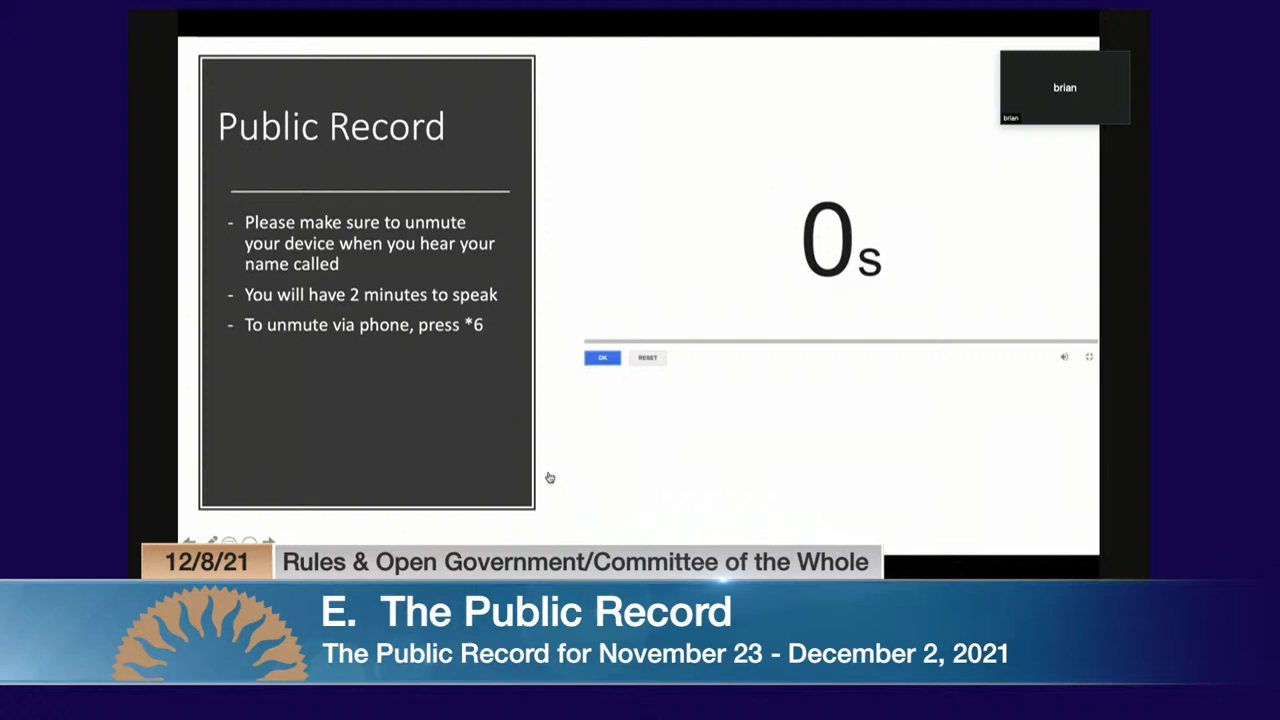 Public Record
- Please make sure to unmute
your device when you hear your
name called
- You will have 2 minutes to speak
- To unmute via phone, press *6
brian
brian
0s
OK
RESET
12/8/21
Rules & Open Government/Committee of the Whole
E. The Public Record
The Public Record for November 23 - December 2, 2021